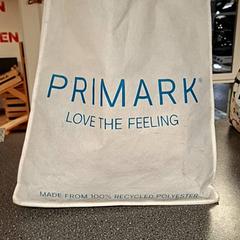 PRIMARK®
LOVE THE FEELING
MADE FROM 100% RECYCLED POLYESTER